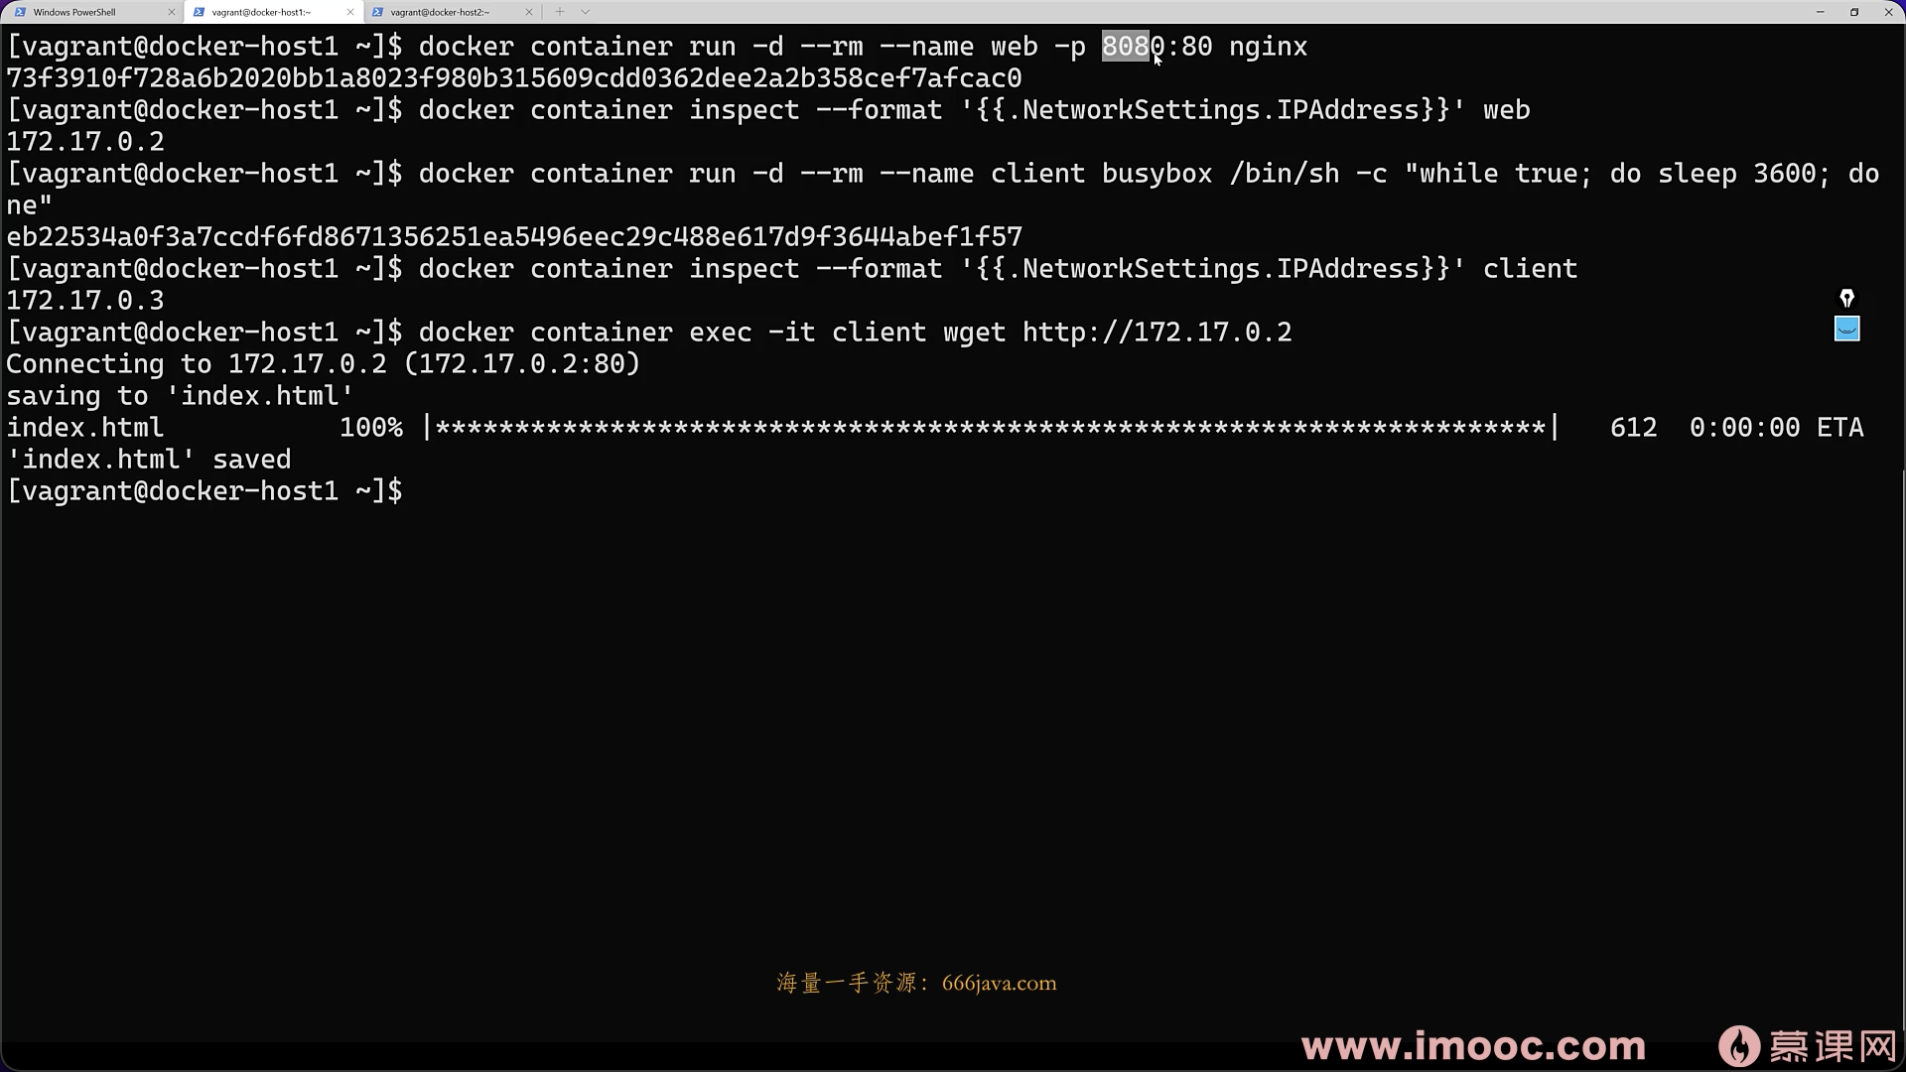 Windows PowerShell
vagrant@docker-host1:~
vagrant@docker-host2:~
[vagrant@docker-host1 ~]$ docker container run -d --rm --name web -p 8080:80 nginx
73f3910f728a6b2020bb1a8023f980b315609cdd0362dee2a2b358cef7afcac0
[vagrant@docker-host1 ~]$ docker container inspect --format '{{.NetworkSettings.IPAddress}}' web
172.17.0.2
[vagrant@docker-host1 ~]$ docker container run -d --rm --name client busybox /bin/sh -c "while true; do sleep 3600; do
ne"
eb22534a0f3a7ccdf6fd8671356251ea5496eec29c488e617d9f3644abef1f57
[vagrant@docker-host1 ~]$ docker container inspect --format '{{.NetworkSettings.IPAddress}}' client
172.17.0.3
[vagrant@docker-host1 ~]$ docker container exec -it client wget http://172.17.0.2
Connecting to 172.17.0.2 (172.17.0.2:80)
saving to 'index.html'
index.html 100% |**********************************************************************| 612 0:00:00 ETA
'index.html' saved
[vagrant@docker-host1 ~]$
海量一手资源：666java.com
www.imooc.com 慕课网